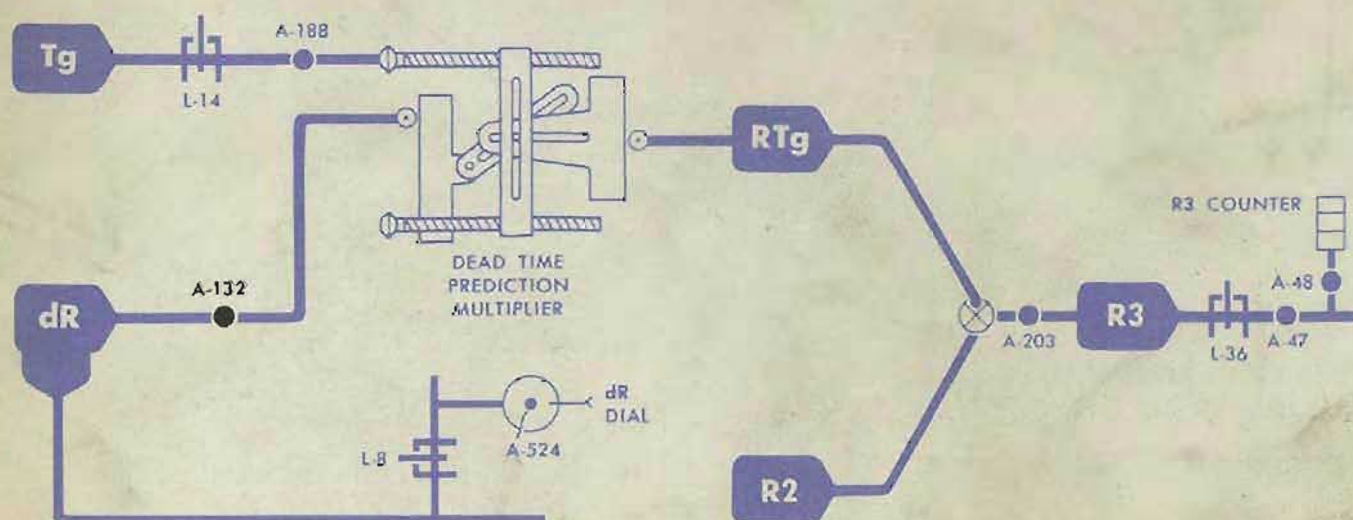 Tg
L-14
A-188
DEAD TIME
PREDICTION
MULTIPLIER
RTg
R3 COUNTER
dR
A-132
A-203
R3
L-36
A-48
A-47
L-8
A-524
dR
DIAL
R2